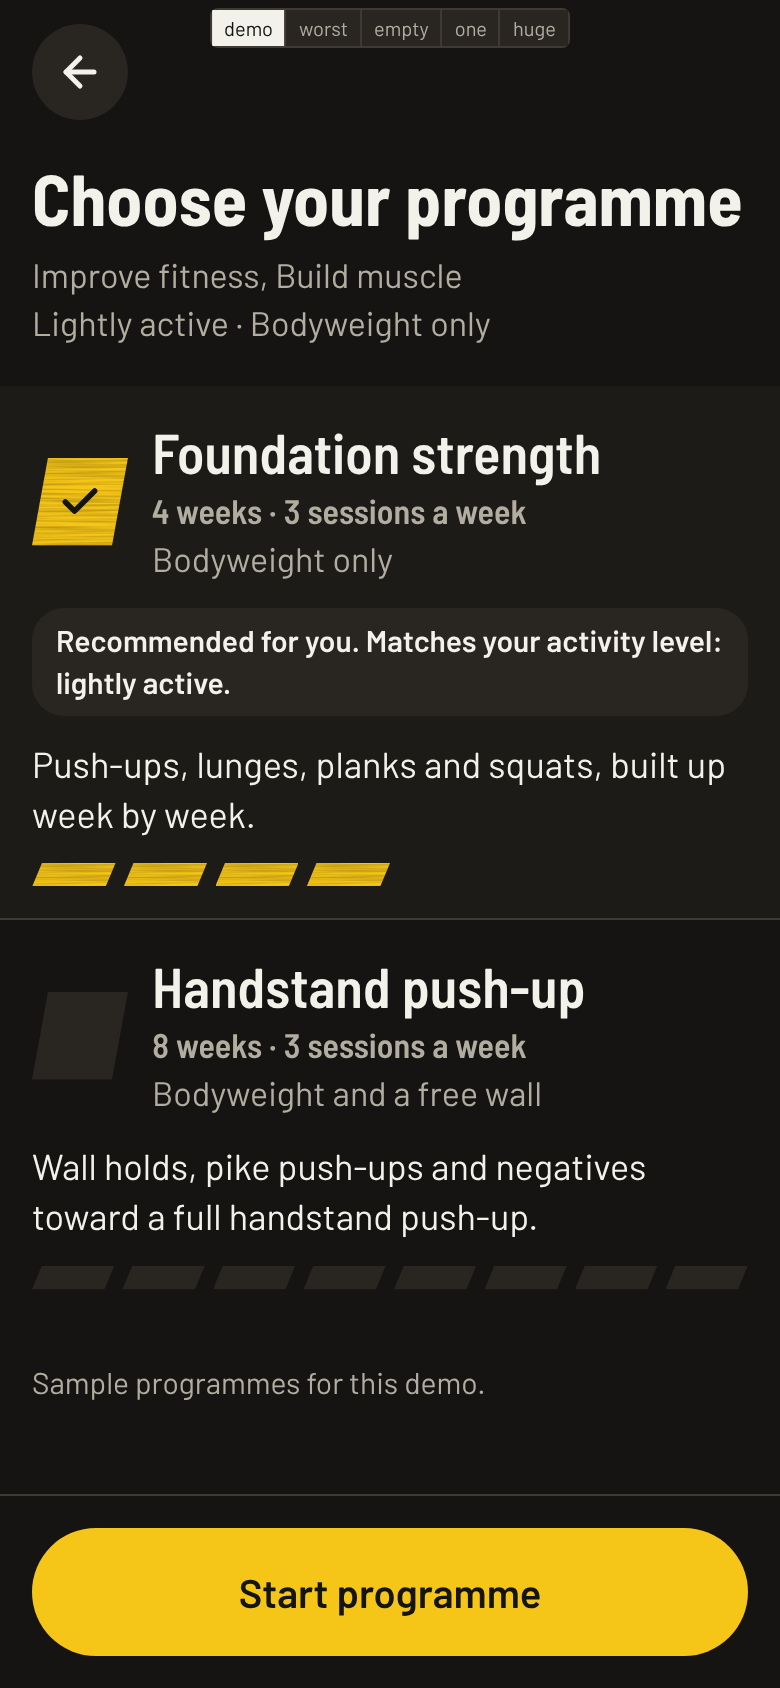 demo worst empty one huge
Choose your programme
Improve fitness, Build muscle
Lightly active · Bodyweight only
Foundation strength
4 weeks · 3 sessions a week
Bodyweight only
Recommended for you. Matches your activity level:
lightly active.
Push-ups, lunges, planks and squats, built up
week by week.
Handstand push-up
8 weeks · 3 sessions a week
Bodyweight and a free wall
Wall holds, pike push-ups and negatives
toward a full handstand push-up.
Sample programmes for this demo.
Start programme